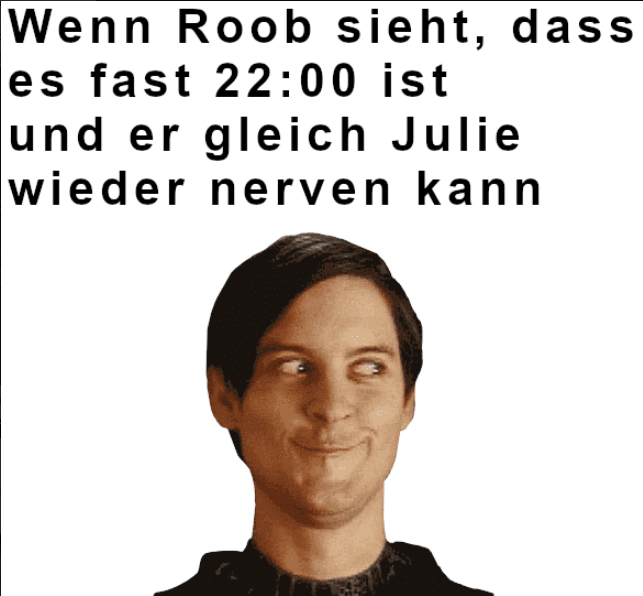 Wenn Roob sieht, dass
es fast 22:00 ist
und er gleich Julie
wieder nerven kann